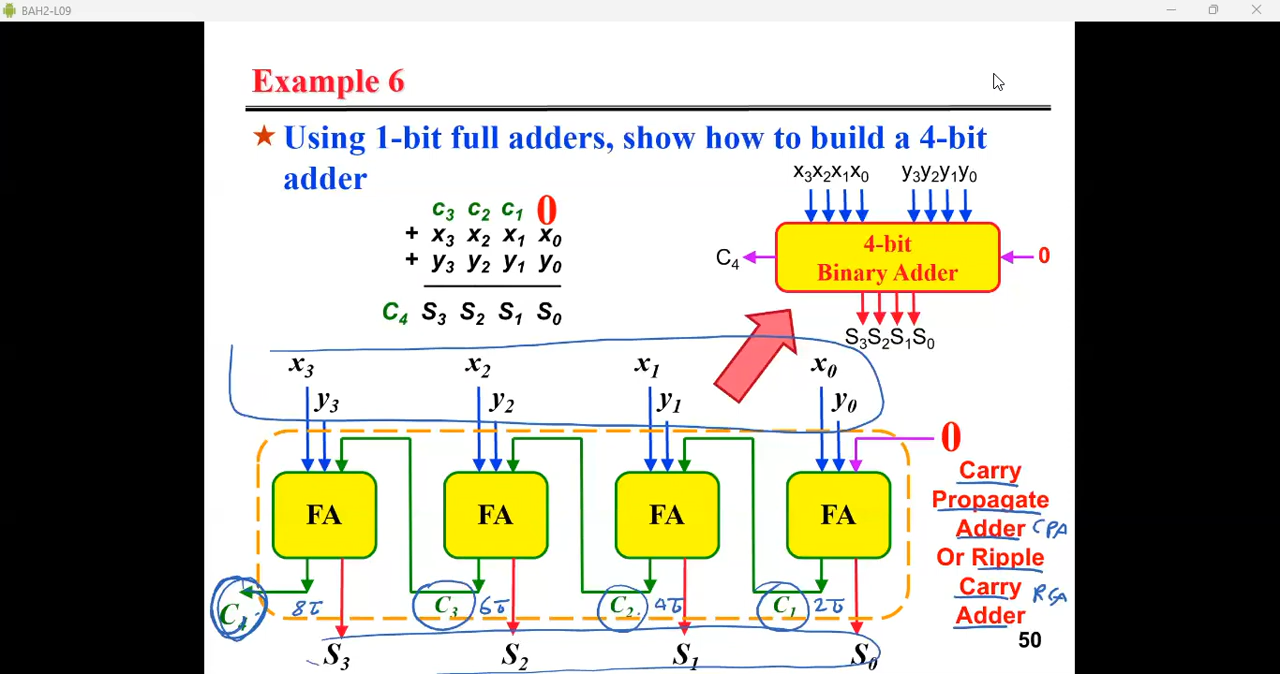 BAH2-L09
Example 6
★ Using 1-bit full adders, show how to build a 4-bit
adder
x3x2x1x0 y3y2y1y0
c3 c2 c1 0
+ x3 x2 x1 x0
+ y3 y2 y1 y0
C4 S3 S2 S1 S0
4-bit
Binary Adder
C4
0
S3S2S1S0
x3 x2 x1 x0
y3 y2 y1 y0
0
FA FA FA FA
Carry
Propagate
Adder CPA
Or Ripple
Carry RCA
Adder
C4 8τ C3 6τ C2 4τ C1 2τ
S3 S2 S1 S0
50